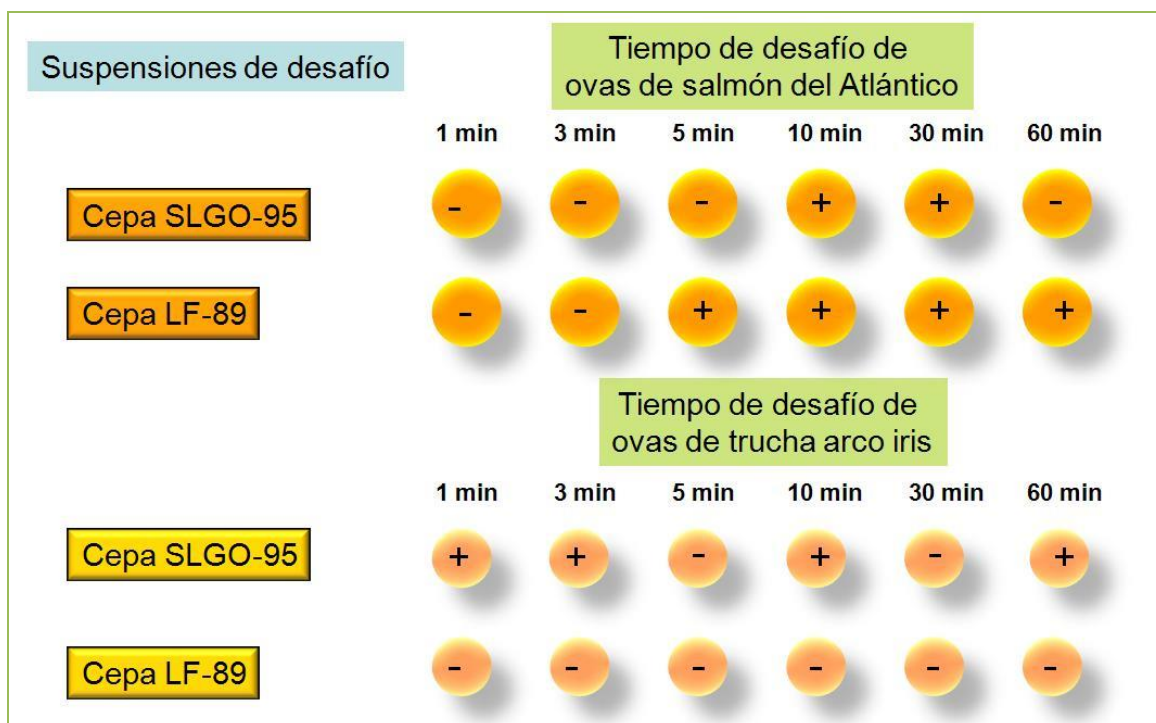 Suspensiones de desafío
Tiempo de desafío de
ovas de salmón del Atlántico
1 min 3 min 5 min 10 min 30 min 60 min
Cepa SLGO-95 - - - + + -
Cepa LF-89 - - + + + +
Tiempo de desafío de
ovas de trucha arco iris
1 min 3 min 5 min 10 min 30 min 60 min
Cepa SLGO-95 + + - + - +
Cepa LF-89 - - - - - -